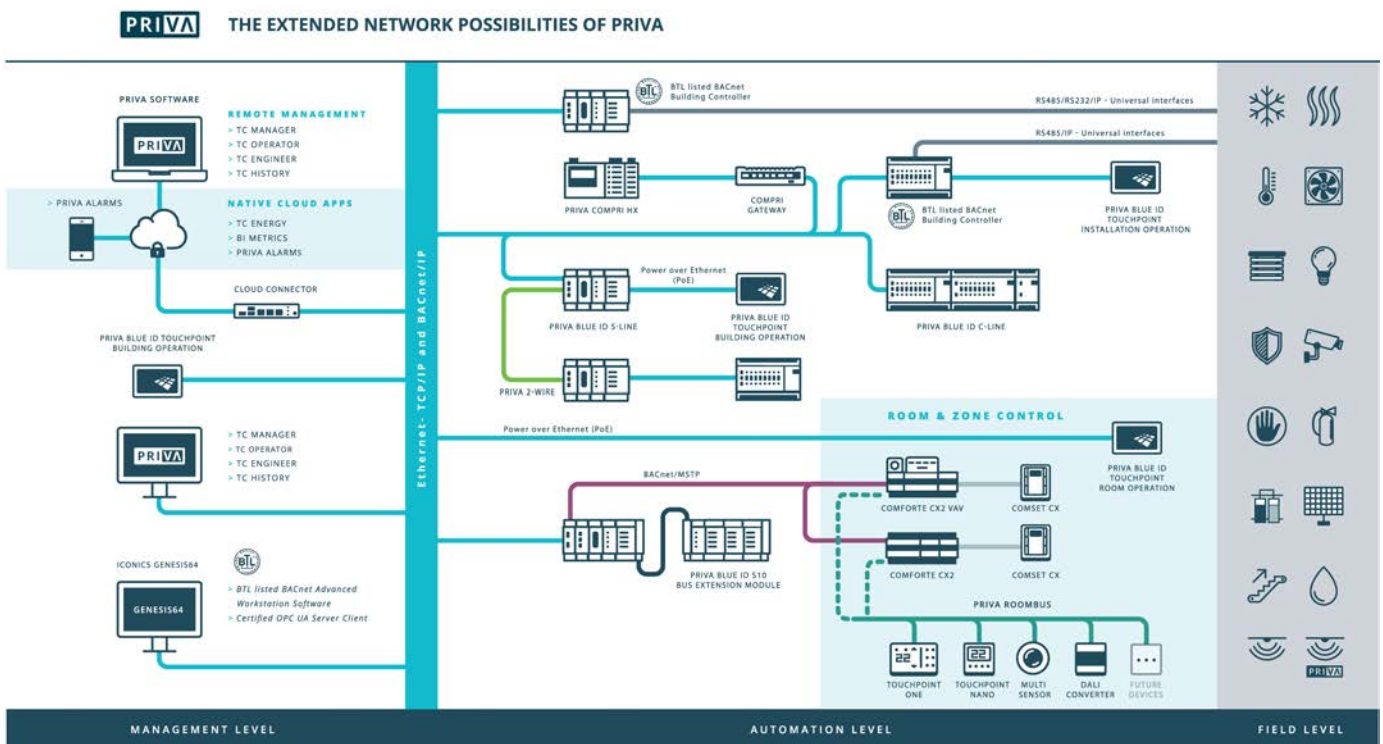 PRIVA
THE EXTENDED NETWORK POSSIBILITIES OF PRIVA
PRIVA SOFTWARE
PRIVA
REMOTE MANAGEMENT
> TC MANAGER
> TC OPERATOR
> TC ENGINEER
> TC HISTORY
> PRIVA ALARMS
NATIVE CLOUD APPS
> TC ENERGY
> BI METRICS
> PRIVA ALARMS
CLOUD CONNECTOR
PRIVA BLUE ID TOUCHPOINT
BUILDING OPERATION
PRIVA
> TC MANAGER
> TC OPERATOR
> TC ENGINEER
> TC HISTORY
ICONICS GENESIS64
GENESIS64
BTL
> BTL listed BACnet Advanced
Workstation Software
> Certified OPC UA Server Client
Ethernet- TCP/IP and BACnet/IP
BTL
BTL listed BACnet
Building Controller
RS485/RS232/IP - Universal interfaces
RS485/IP - Universal interfaces
PRIVA COMPRI HX
COMPRI
GATEWAY
BTL
BTL listed BACnet
Building Controller
PRIVA BLUE ID
TOUCHPOINT
INSTALLATION OPERATION
PRIVA BLUE ID S-LINE
Power over Ethernet
(PoE)
PRIVA BLUE ID
TOUCHPOINT
BUILDING OPERATION
PRIVA BLUE ID C-LINE
PRIVA 2-WIRE
Power over Ethernet (PoE)
ROOM & ZONE CONTROL
PRIVA BLUE ID
TOUCHPOINT
ROOM OPERATION
BACnet/MSTP
PRIVA BLUE ID S10
BUS EXTENSION MODULE
COMFORTE CX2 VAV
COMSET CX
COMFORTE CX2
COMSET CX
PRIVA ROOMBUS
22
22
TOUCHPOINT
ONE
TOUCHPOINT
NANO
MULTI
SENSOR
DALI
CONVERTER
FUTURE
DEVICES
PRIVA
MANAGEMENT LEVEL
AUTOMATION LEVEL
FIELD LEVEL